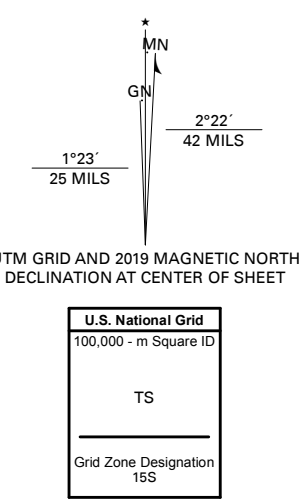 ★
MN
GN
2°22´
42 MILS
1°23´
25 MILS
UTM GRID AND 2019 MAGNETIC NORTH
DECLINATION AT CENTER OF SHEET
U.S. National Grid
100,000 - m Square ID
TS
Grid Zone Designation
15S